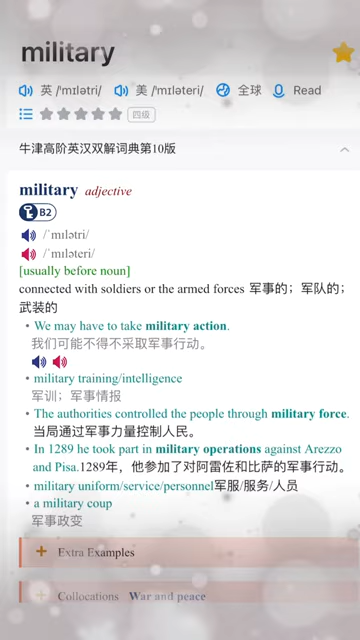 military
英 /'mɪlətri/ 美 /'mɪləteri/ 全球 Read
四级
牛津高阶英汉双解词典第10版
military adjective
B2
/ˈmɪlətri/
/ˈmɪləteri/
[usually before noun]
connected with soldiers or the armed forces 军事的；军队的；
武装的
• We may have to take military action.
我们可能不得不采取军事行动。
• military training/intelligence
军训；军事情报
• The authorities controlled the people through military force.
当局通过军事力量控制人民。
• In 1289 he took part in military operations against Arezzo
and Pisa.1289年，他参加了对阿雷佐和比萨的军事行动。
• military uniform/service/personnel军服/服务/人员
• a military coup
军事政变
+ Extra Examples
+ Collocations War and peace